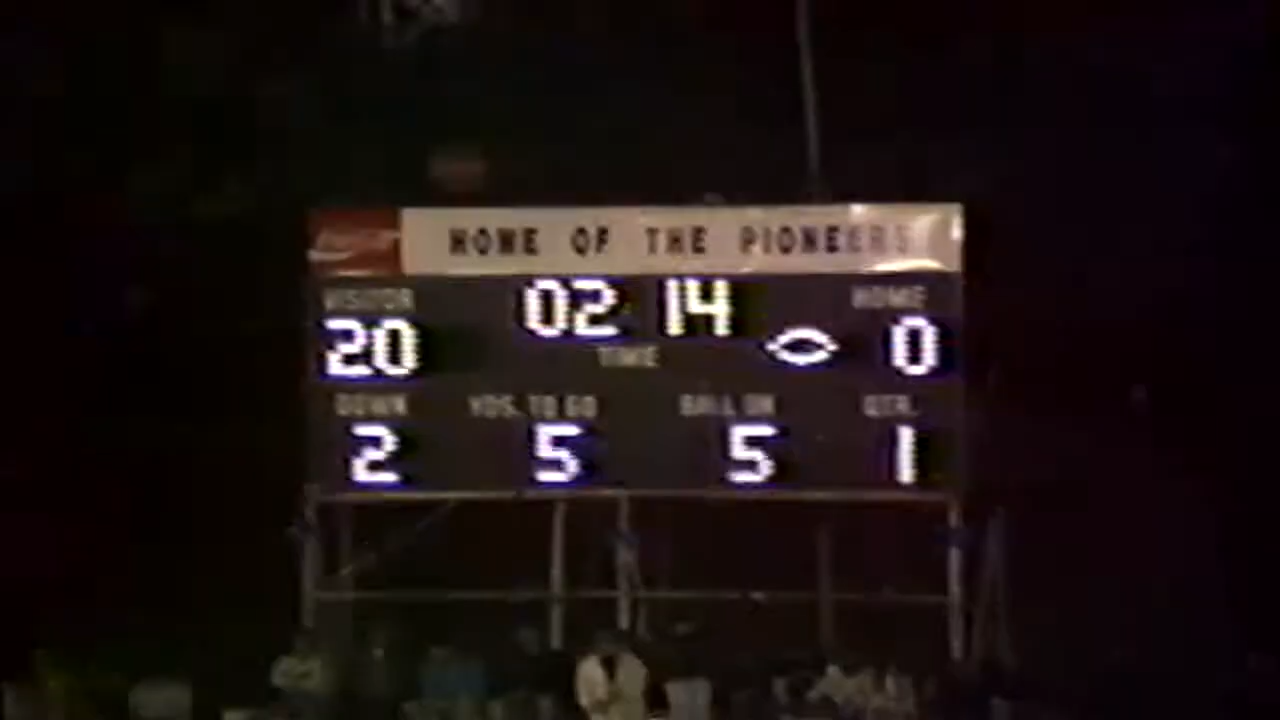 HOME OF THE PIONEERS
VISITOR 02 14 HOME
20 TIME 0
DOWN YDS. TO GO BALL ON QTR.
2 5 5 1